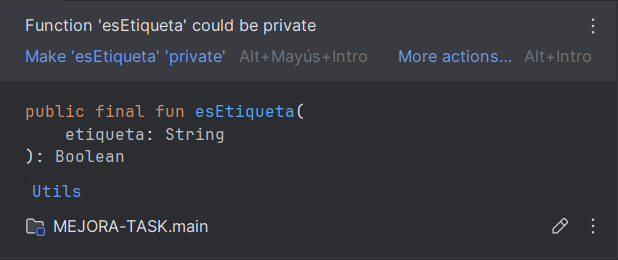 Function 'esEtiqueta' could be private
Make 'esEtiqueta' 'private' Alt+Mayús+Intro More actions... Alt+Intro
public final fun esEtiqueta(
    etiqueta: String
): Boolean
Utils
MEJORA-TASK.main